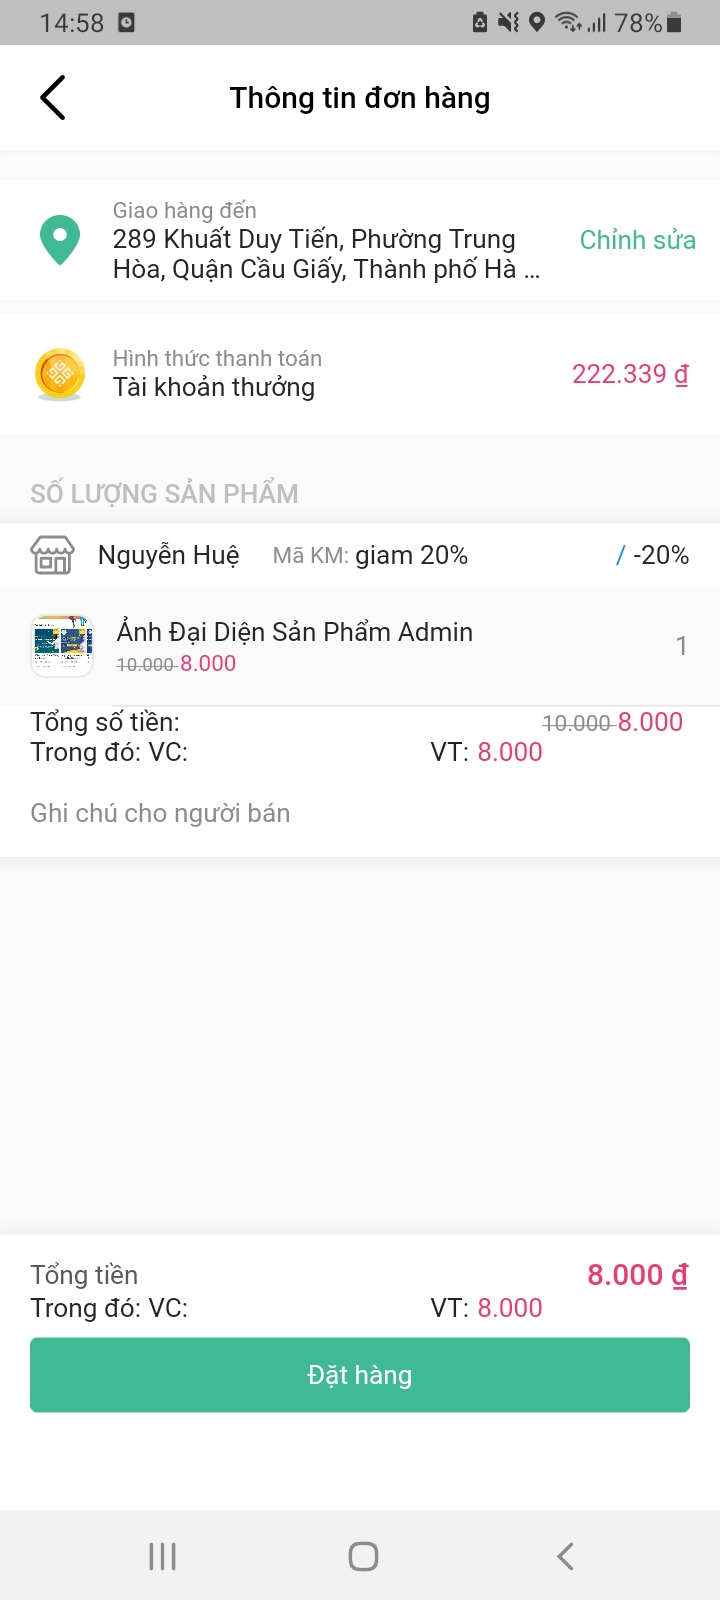 14:58
78%
Thông tin đơn hàng
Giao hàng đến
289 Khuất Duy Tiến, Phường Trung
Hòa, Quận Cầu Giấy, Thành phố Hà ...
Chỉnh sửa
Hình thức thanh toán
Tài khoản thưởng
222.339 ₫
SỐ LƯỢNG SẢN PHẨM
Nguyễn Huệ Mã KM: giam 20% / -20%
Ảnh Đại Diện Sản Phẩm Admin
10.000 8.000
1
Tổng số tiền: 10.000 8.000
Trong đó: VC: VT: 8.000
Ghi chú cho người bán
Tổng tiền 8.000 ₫
Trong đó: VC: VT: 8.000
Đặt hàng